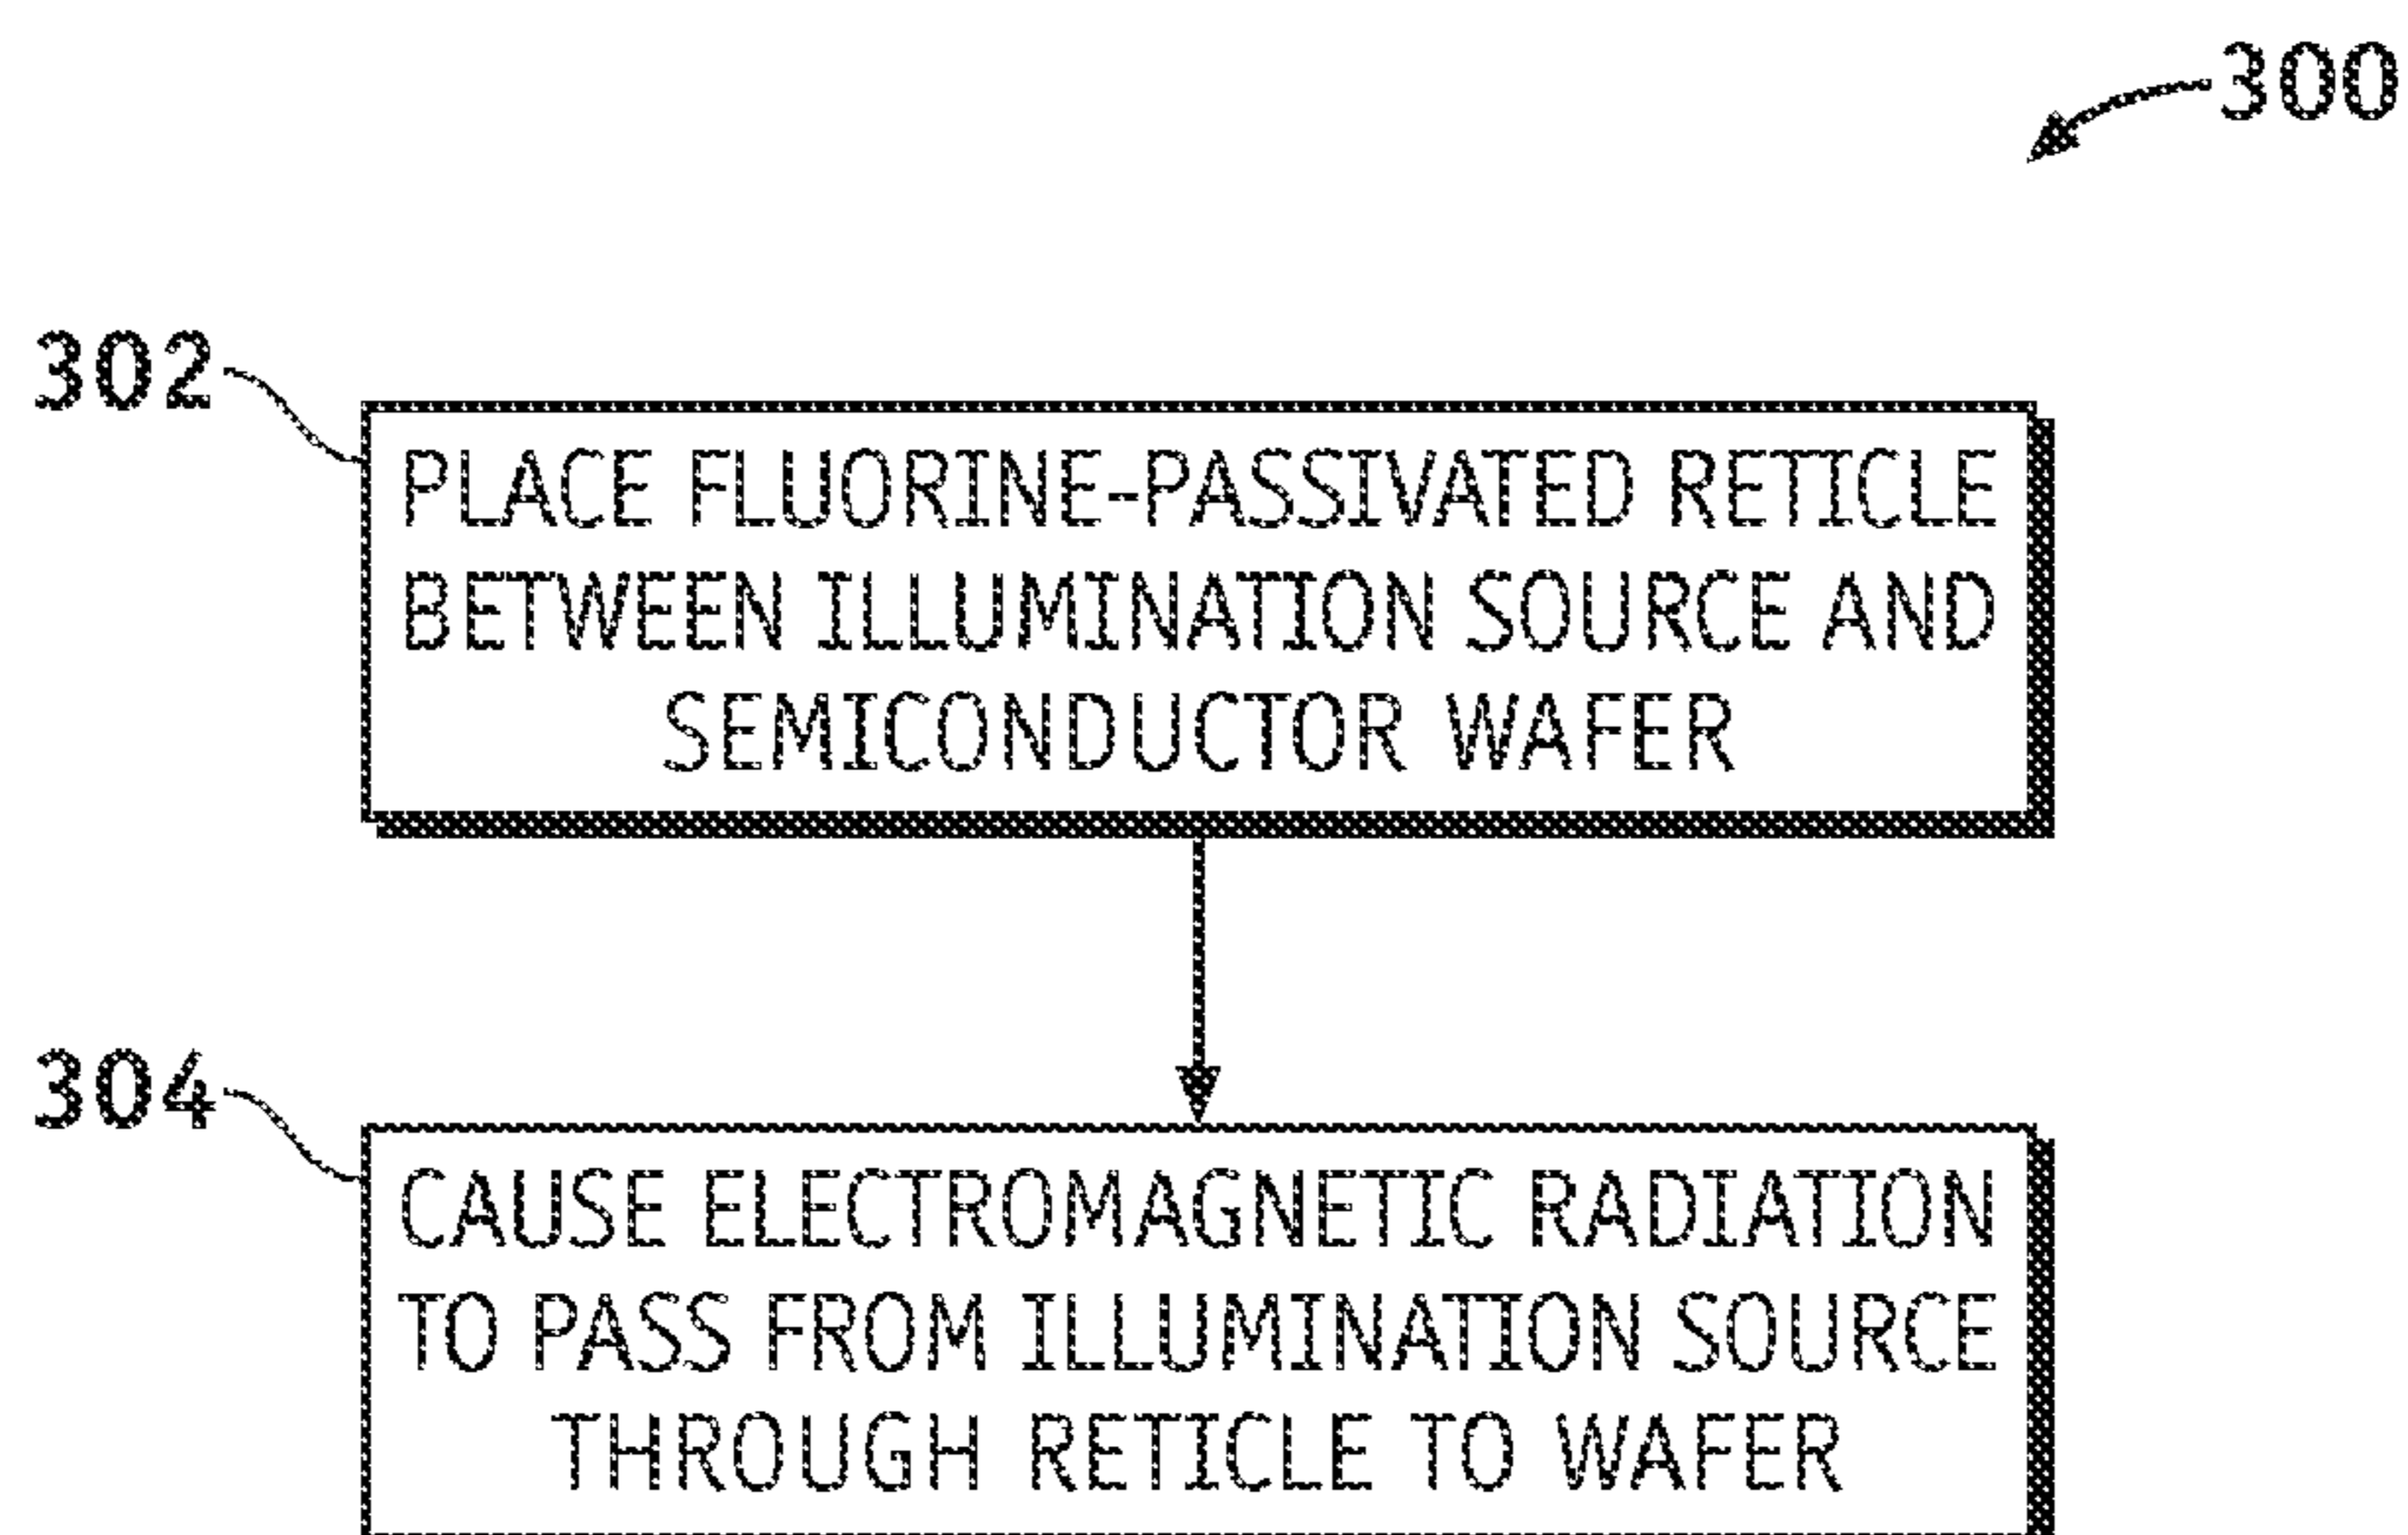 300
302
PLACE FLUORINE-PASSIVATED RETICLE
BETWEEN ILLUMINATION SOURCE AND
SEMICONDUCTOR WAFER
304
CAUSE ELECTROMAGNETIC RADIATION
TO PASS FROM ILLUMINATION SOURCE
THROUGH RETICLE TO WAFER